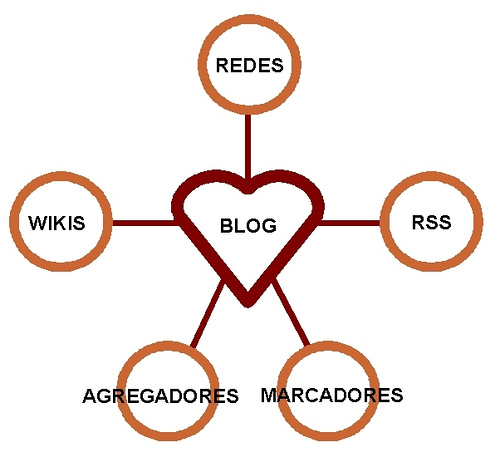 REDES
WIKIS
BLOG
RSS
AGREGADORES
MARCADORES